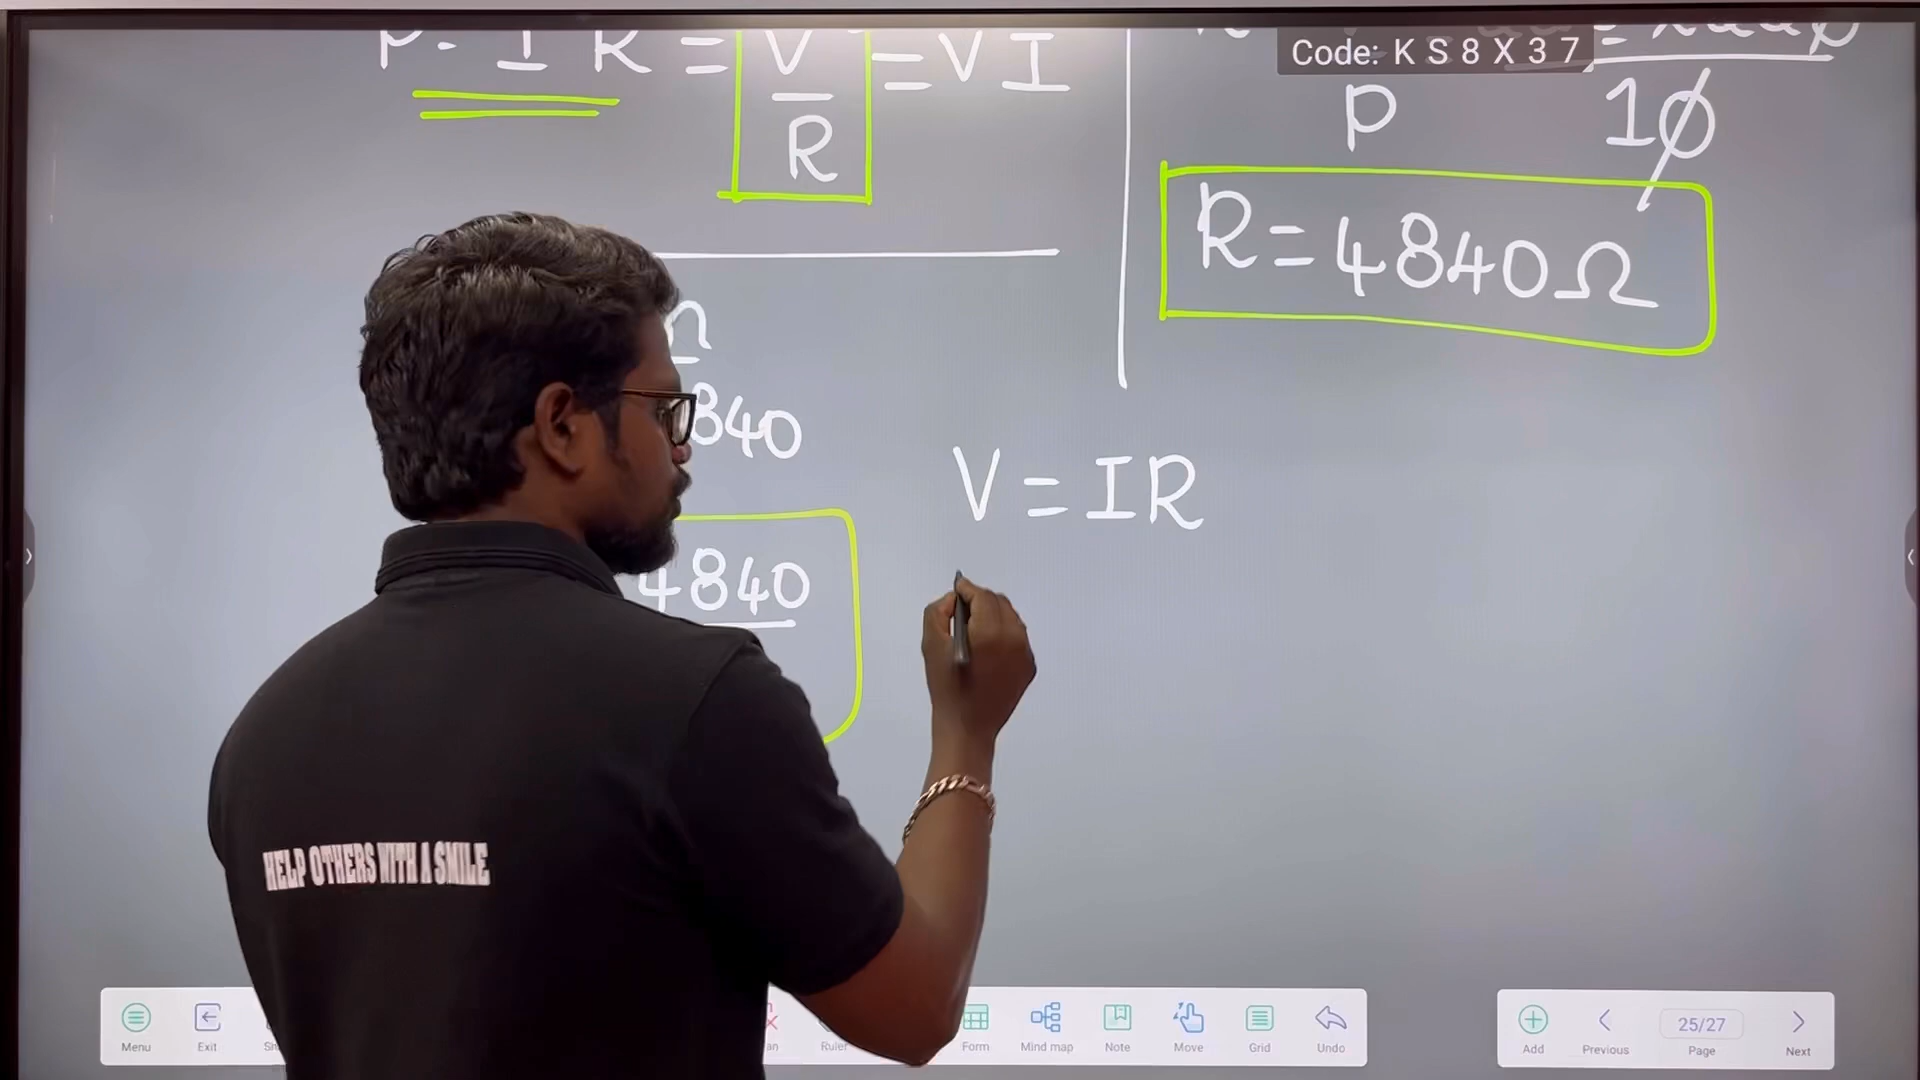 P = I R = V = V I
R
Code: K S 8 X 3 7
P 10
R = 4840 Ω
n
840
4840
V = IR
HELP OTHERS WITH A SMILE
Menu
Exit
Ruler
Form
Mind map
Note
Move
Grid
Undo
Add
Previous
25/27
Page
Next